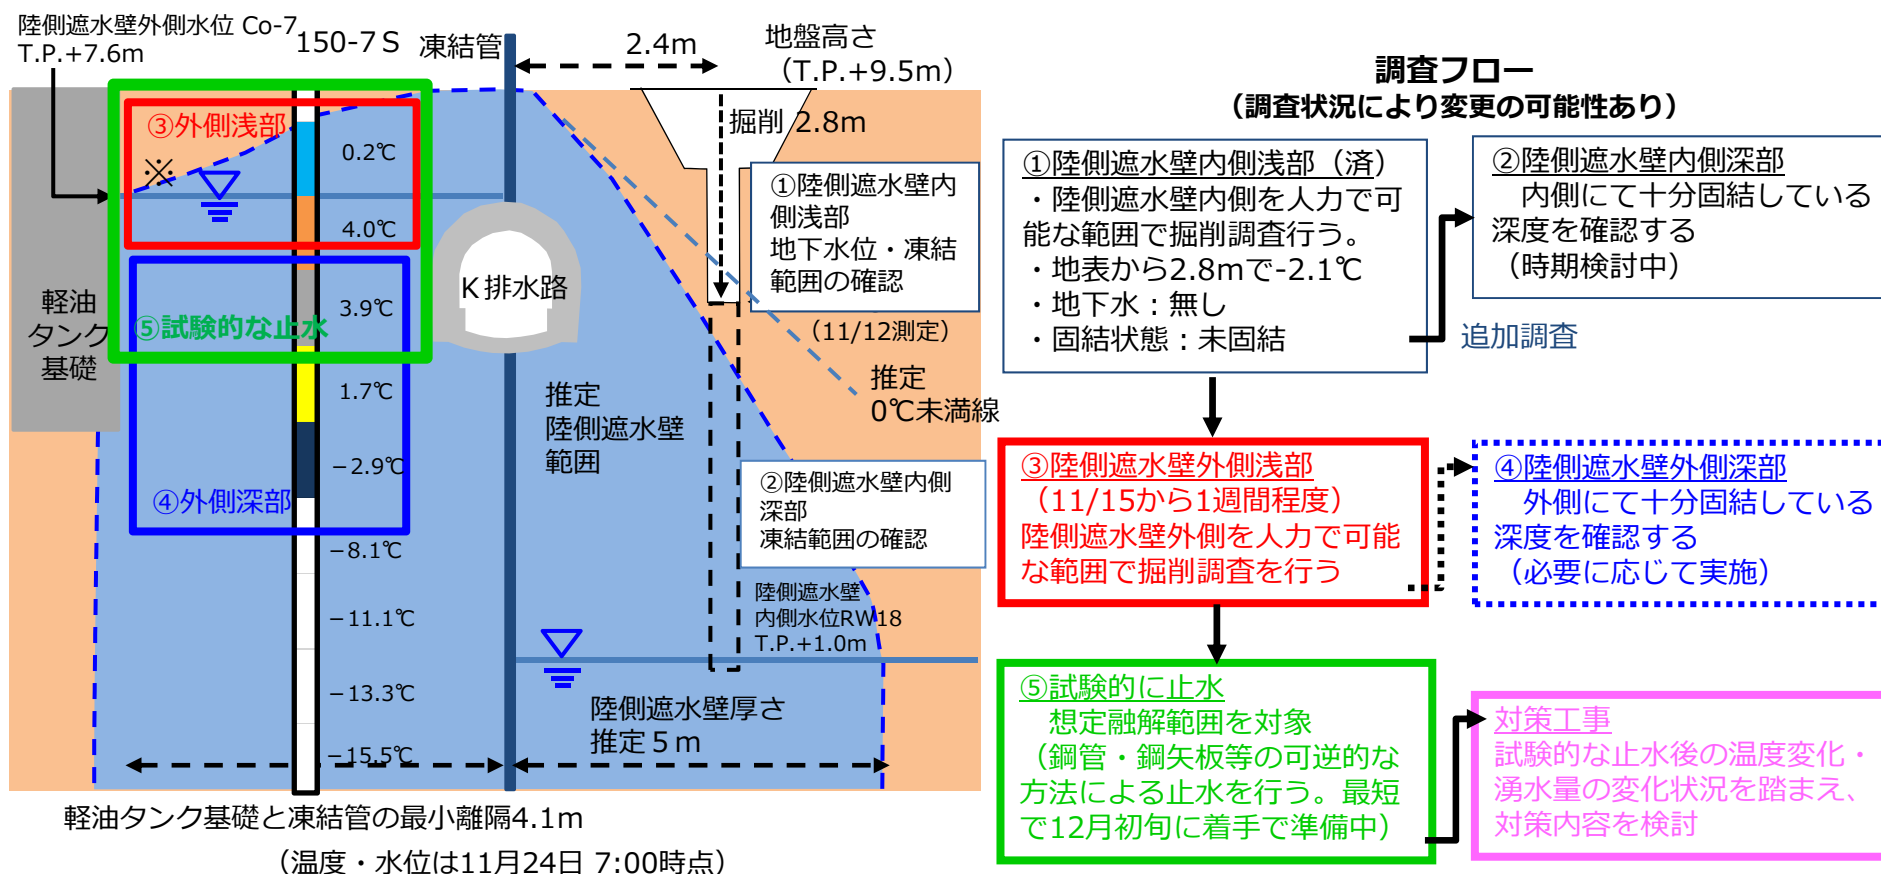 陸側遮水壁外側水位 Co-7
T.P.+7.6m
150-7 S
凍結管
2.4m
地盤高さ
（T.P.+9.5m）
掘削 2.8m
③外側浅部
※
0.2℃
4.0℃
3.9℃
1.7℃
−2.9℃
−8.1℃
−11.1℃
−13.3℃
−15.5℃
⑤試験的な止水
④外側深部
軽油
タンク
基礎
K排水路
①陸側遮水壁内
側浅部
地下水位・凍結
範囲の確認
（11/12測定）
推定
0℃未満線
推定
陸側遮水壁
範囲
②陸側遮水壁内側
深部
凍結範囲の確認
陸側遮水壁
内側水位RW18
T.P.+1.0m
陸側遮水壁厚さ
推定５ｍ
軽油タンク基礎と凍結管の最小離隔4.1m
（温度・水位は11月24日 7:00時点）
調査フロー
（調査状況により変更の可能性あり）
①陸側遮水壁内側浅部（済）
・陸側遮水壁内側を人力で可
能な範囲で掘削調査行う。
・地表から2.8mで-2.1℃
・地下水：無し
・固結状態：未固結
②陸側遮水壁内側深部
内側にて十分固結している
深度を確認する
（時期検討中）
追加調査
③陸側遮水壁外側浅部
（11/15から1週間程度）
陸側遮水壁外側を人力で可能
な範囲で掘削調査を行う
④陸側遮水壁外側深部
外側にて十分固結している
深度を確認する
（必要に応じて実施）
⑤試験的に止水
想定融解範囲を対象
（鋼管・鋼矢板等の可逆的な
方法による止水を行う。最短
で12月初旬に着手で準備中）
対策工事
試験的な止水後の温度変化・
湧水量の変化状況を踏まえ、
対策内容を検討